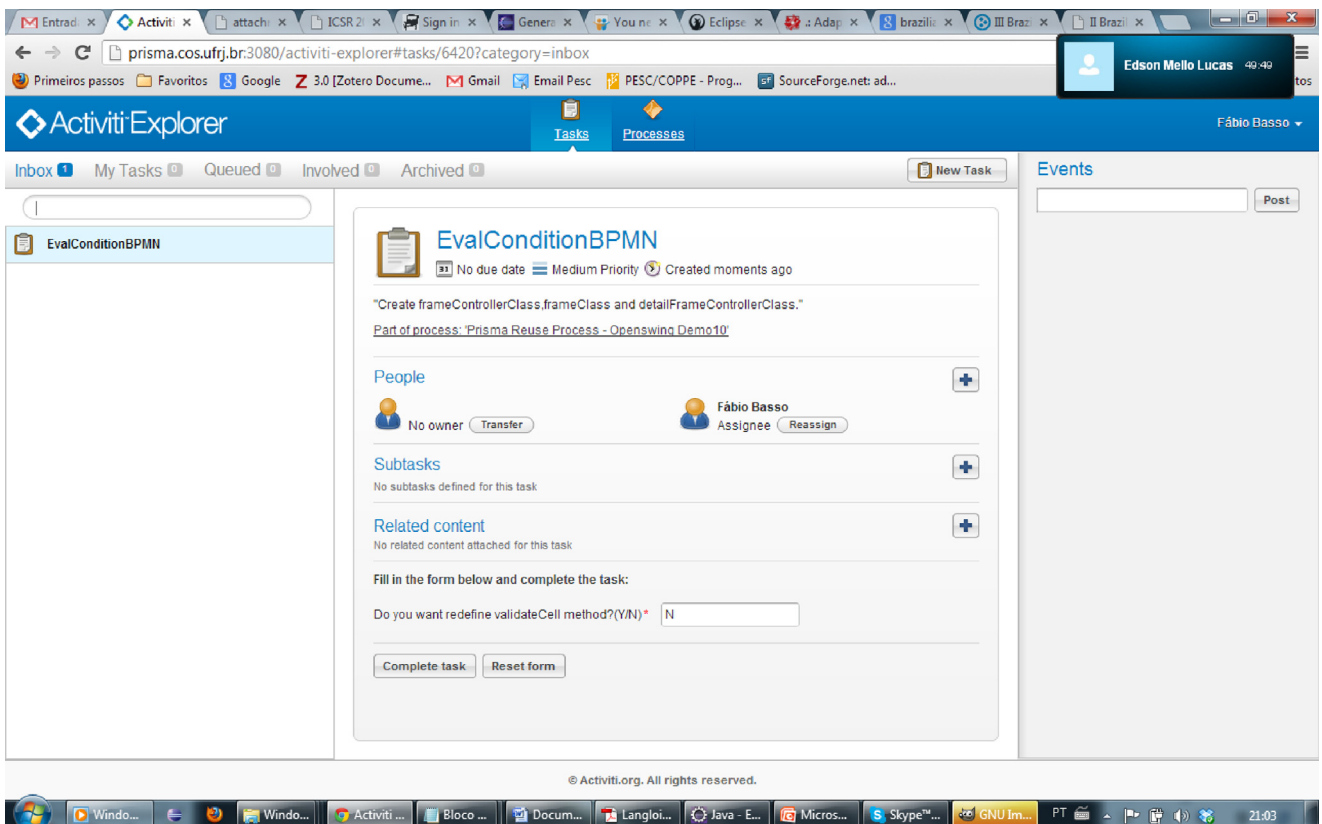 Entrad: Activiti attachi ICSR 2( Sign in Genera You ne Eclipse .: Adap brazilia III Brazi II Brazil
prisma.cos.ufrj.br:3080/activiti-explorer#tasks/6420?category=inbox
Edson Mello Lucas 49:49
Primeiros passos Favoritos Google 3.0 [Zotero Docume... Gmail Email Pesc PESC/COPPE - Prog... SourceForge.net: ad... tos
Activiti Explorer
Tasks Processes
Fábio Basso
Inbox 1 My Tasks 0 Queued 0 Involved 0 Archived 0 New Task
Events
Post
EvalConditionBPMN
EvalConditionBPMN
31 No due date Medium Priority Created moments ago
"Create frameControllerClass,frameClass and detailFrameControllerClass."
Part of process: 'Prisma Reuse Process - Openswing Demo10'
People
No owner Transfer
Fábio Basso
Assignee Reassign
Subtasks
No subtasks defined for this task
Related content
No related content attached for this task
Fill in the form below and complete the task:
Do you want redefine validateCell method?(Y/N)* N
Complete task Reset form
© Activiti.org. All rights reserved.
Windo... Windo... Activiti ... Bloco ... Docum... Langloi... Java - E... Micros... Skype™... GNU Im... PT 21:03